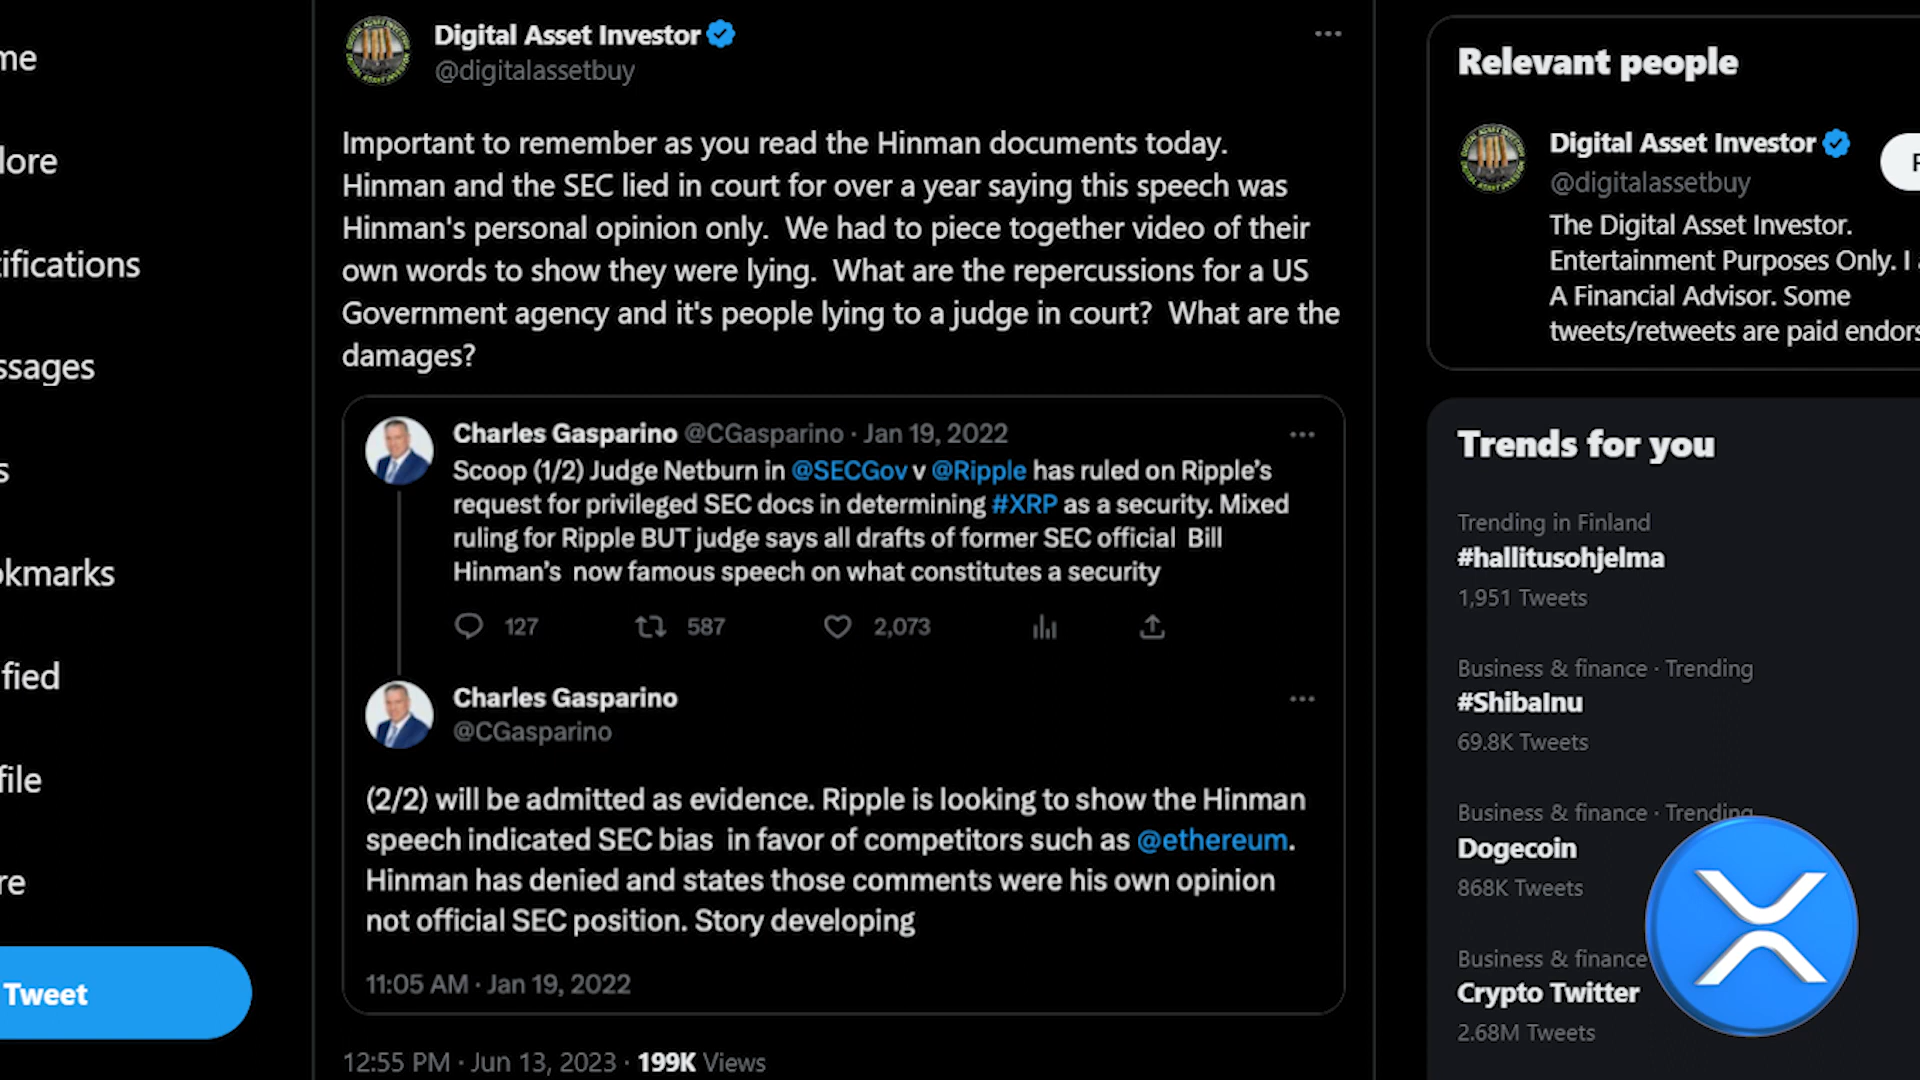 me
lore
tifications
ssages
s
okmarks
fied
file
re
Tweet
Digital Asset Investor
@digitalassetbuy
Important to remember as you read the Hinman documents today.
Hinman and the SEC lied in court for over a year saying this speech was
Hinman's personal opinion only.  We had to piece together video of their
own words to show they were lying.  What are the repercussions for a US
Government agency and it's people lying to a judge in court?  What are the
damages?
Charles Gasparino @CGasparino · Jan 19, 2022
Scoop (1/2) Judge Netburn in @SECGov v @Ripple has ruled on Ripple’s
request for privileged SEC docs in determining #XRP as a security. Mixed
ruling for Ripple BUT judge says all drafts of former SEC official  Bill
Hinman’s  now famous speech on what constitutes a security
127 587 2,073
Charles Gasparino
@CGasparino
(2/2) will be admitted as evidence. Ripple is looking to show the Hinman
speech indicated SEC bias  in favor of competitors such as @ethereum.
Hinman has denied and states those comments were his own opinion
not official SEC position. Story developing
11:05 AM · Jan 19, 2022
12:55 PM · Jun 13, 2023 · 199K Views
Relevant people
Digital Asset Investor
@digitalassetbuy
The Digital Asset Investor.
Entertainment Purposes Only. I
A Financial Advisor. Some
tweets/retweets are paid endors
Trends for you
Trending in Finland
#hallitusohjelma
1,951 Tweets
Business & finance · Trending
#ShibaInu
69.8K Tweets
Business & finance · Trending
Dogecoin
868K Tweets
Business & finance
Crypto Twitter
2.68M Tweets